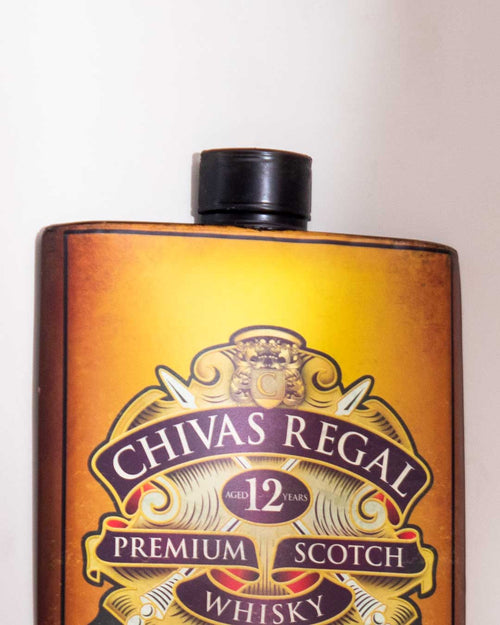 C
CHIVAS REGAL
AGED 12 YEARS
PREMIUM SCOTCH
WHISKY